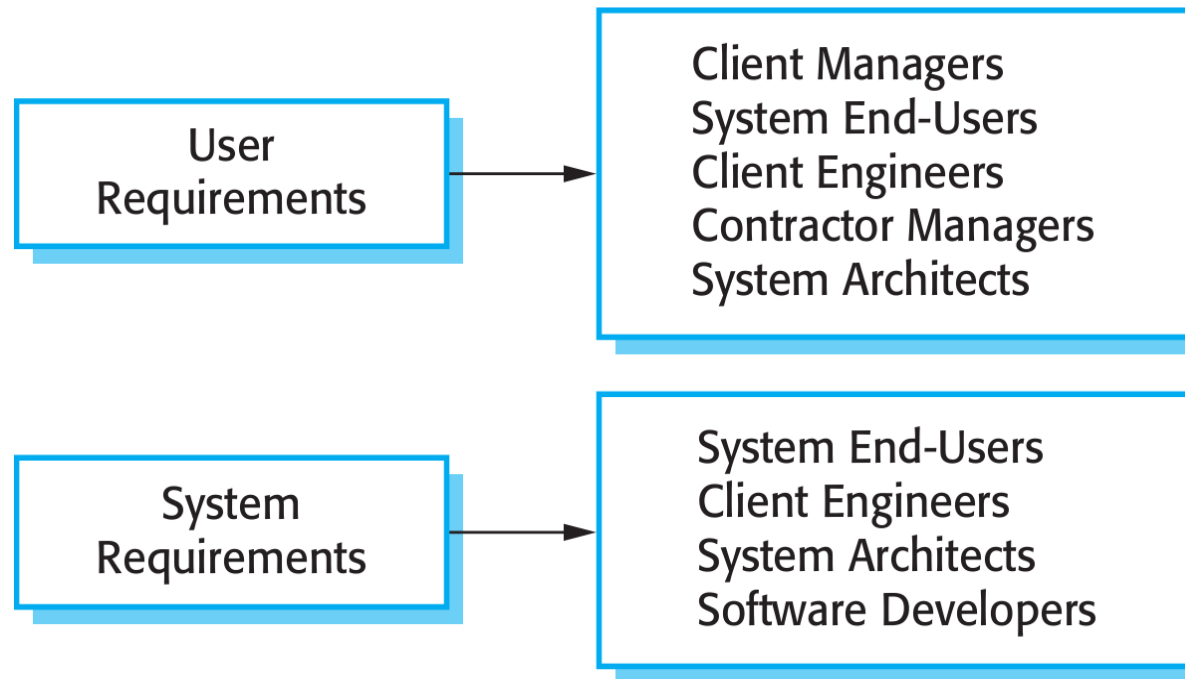 User
Requirements
Client Managers
System End-Users
Client Engineers
Contractor Managers
System Architects
System
Requirements
System End-Users
Client Engineers
System Architects
Software Developers